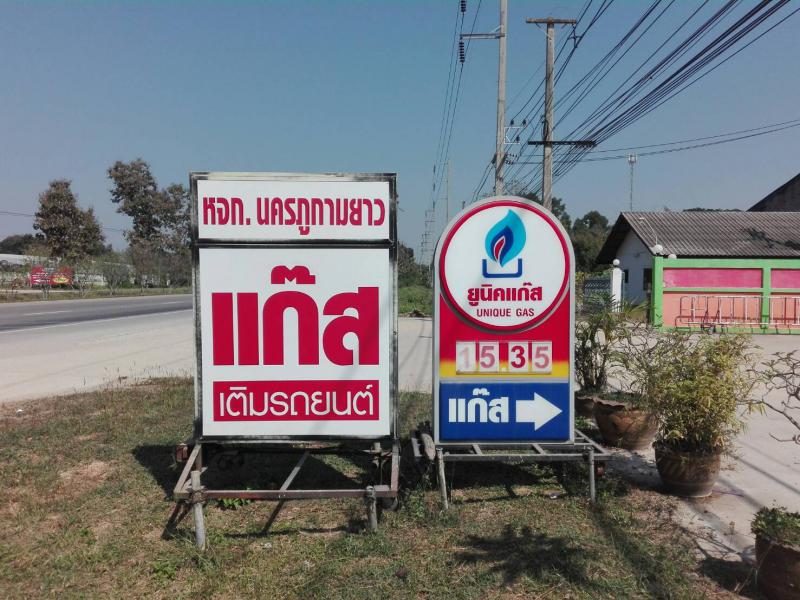 หจก. นครภูกามยาว
แก๊ส
เติมรถยนต์
ยูนิคแก๊ส
UNIQUE GAS
15.35
แก๊ส